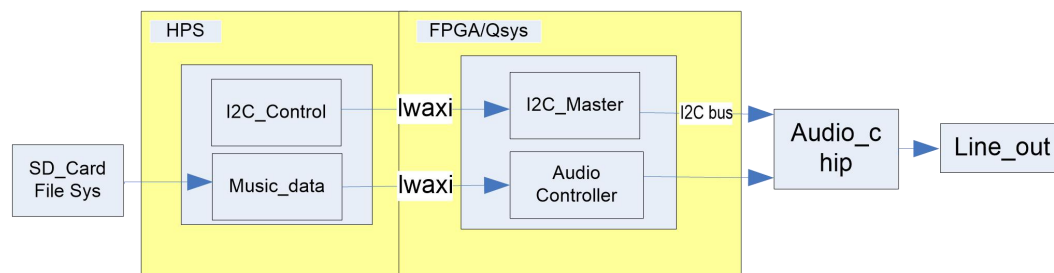 HPS
FPGA/Qsys
I2C_Control
lwaxi
I2C_Master
I2C bus
SD_Card
File Sys
Music_data
lwaxi
Audio
Controller
Audio_c
hip
Line_out